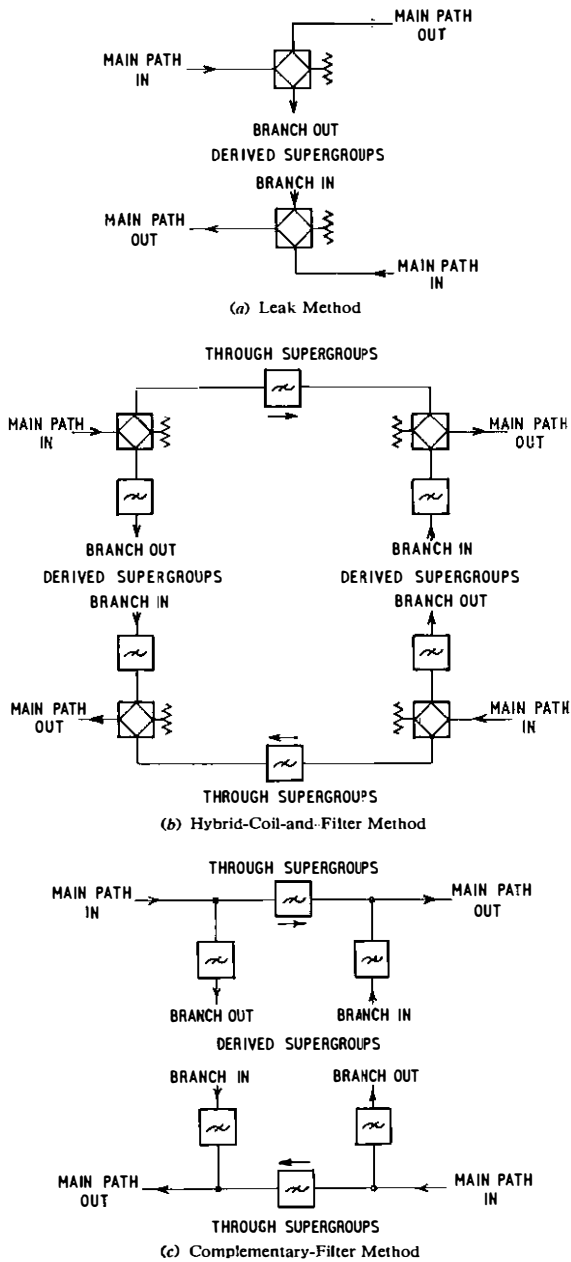 MAIN PATH
OUT
MAIN PATH
IN
BRANCH OUT
DERIVED SUPERGROUPS
BRANCH IN
MAIN PATH
OUT
MAIN PATH
IN
(a) Leak Method
THROUGH SUPERGROUPS
MAIN PATH
IN
MAIN PATH
OUT
BRANCH OUT
BRANCH IN
DERIVED SUPERGROUPS
DERIVED SUPERGROUPS
BRANCH IN
BRANCH OUT
MAIN PATH
OUT
MAIN PATH
IN
THROUGH SUPERGROUPS
(b) Hybrid-Coil-and-Filter Method
THROUGH SUPERGROUPS
MAIN PATH
IN
MAIN PATH
OUT
BRANCH OUT
BRANCH IN
DERIVED SUPERGROUPS
BRANCH IN
BRANCH OUT
MAIN PATH
OUT
MAIN PATH
IN
THROUGH SUPERGROUPS
(c) Complementary-Filter Method